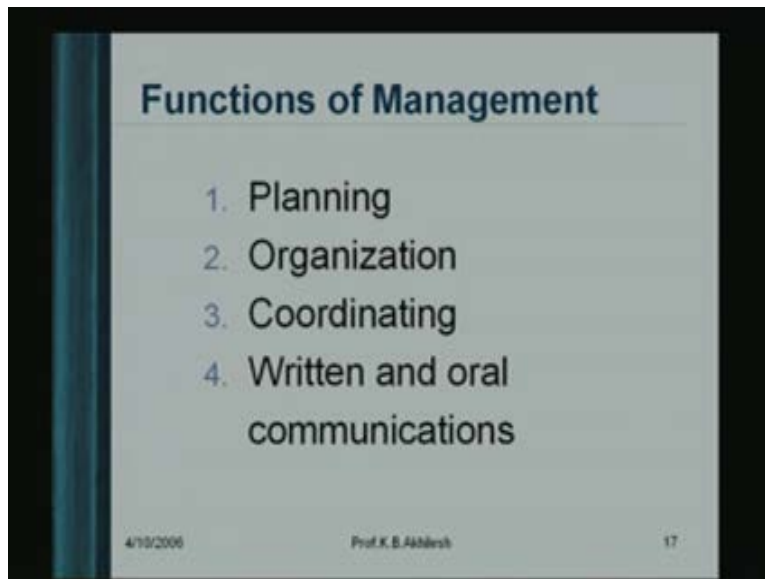 Functions of Management
1. Planning
2. Organization
3. Coordinating
4. Written and oral
communications
4/10/2006 Prof.K.B.Akhilesh 17